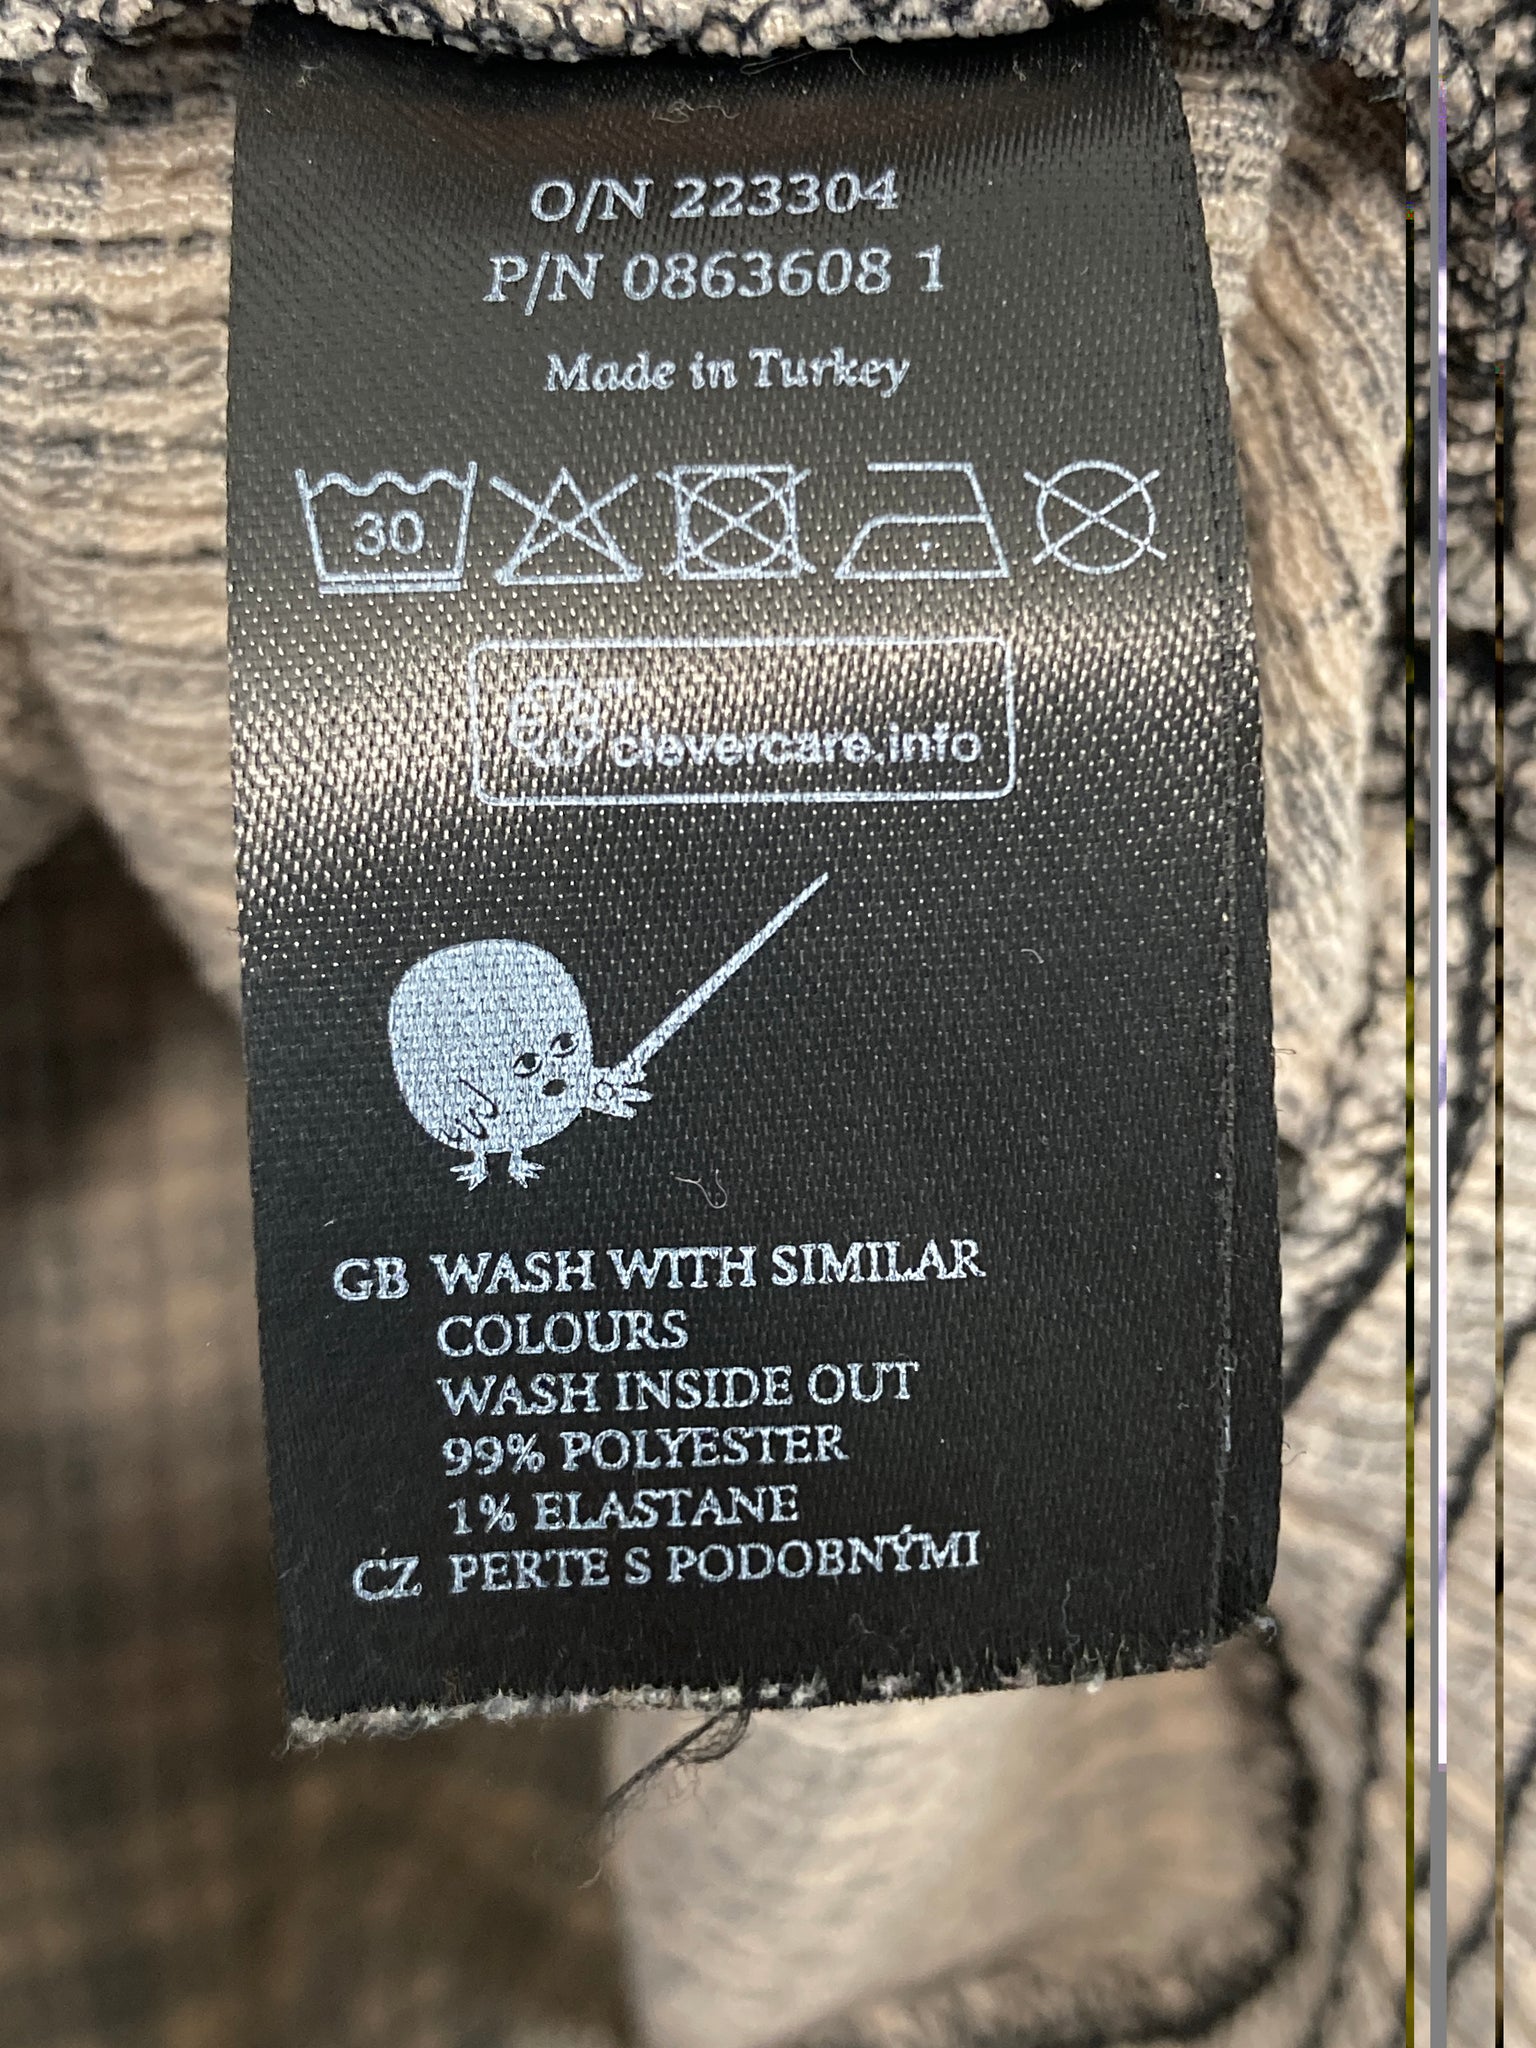 O/N 223304
P/N 0863608 1
Made in Turkey
30
clevercare.info
GB WASH WITH SIMILAR
COLOURS
WASH INSIDE OUT
99% POLYESTER
1% ELASTANE
CZ PERTE S PODOBNÝMI